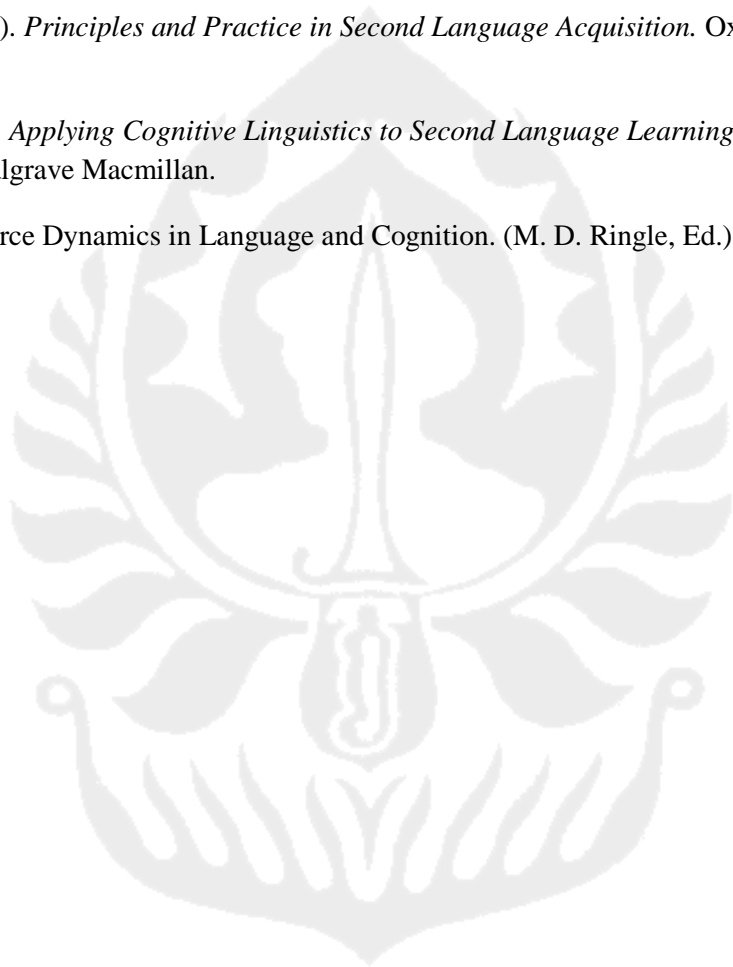 ). Principles and Practice in Second Language Acquisition. Ox
Applying Cognitive Linguistics to Second Language Learning
lgrave Macmillan.
rce Dynamics in Language and Cognition. (M. D. Ringle, Ed.)